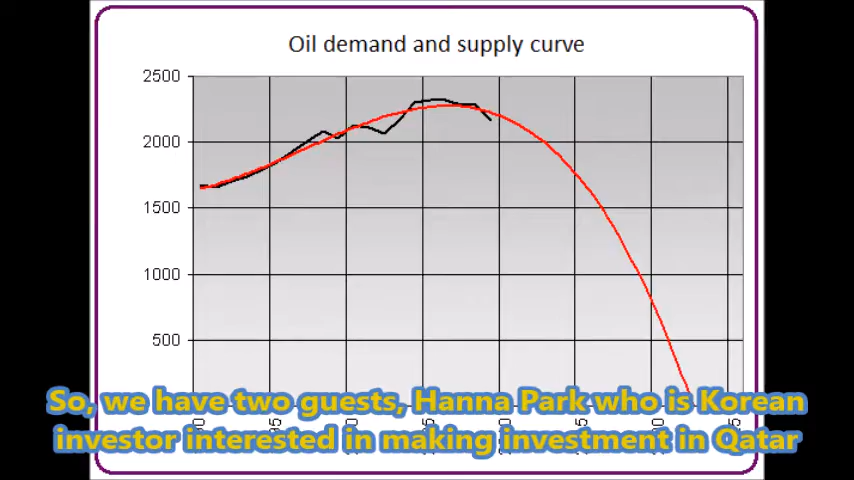 Oil demand and supply curve
2500
2000
1500
1000
500
So, we have two guests, Hanna Park who is Korean
investor interested in making investment in Qatar